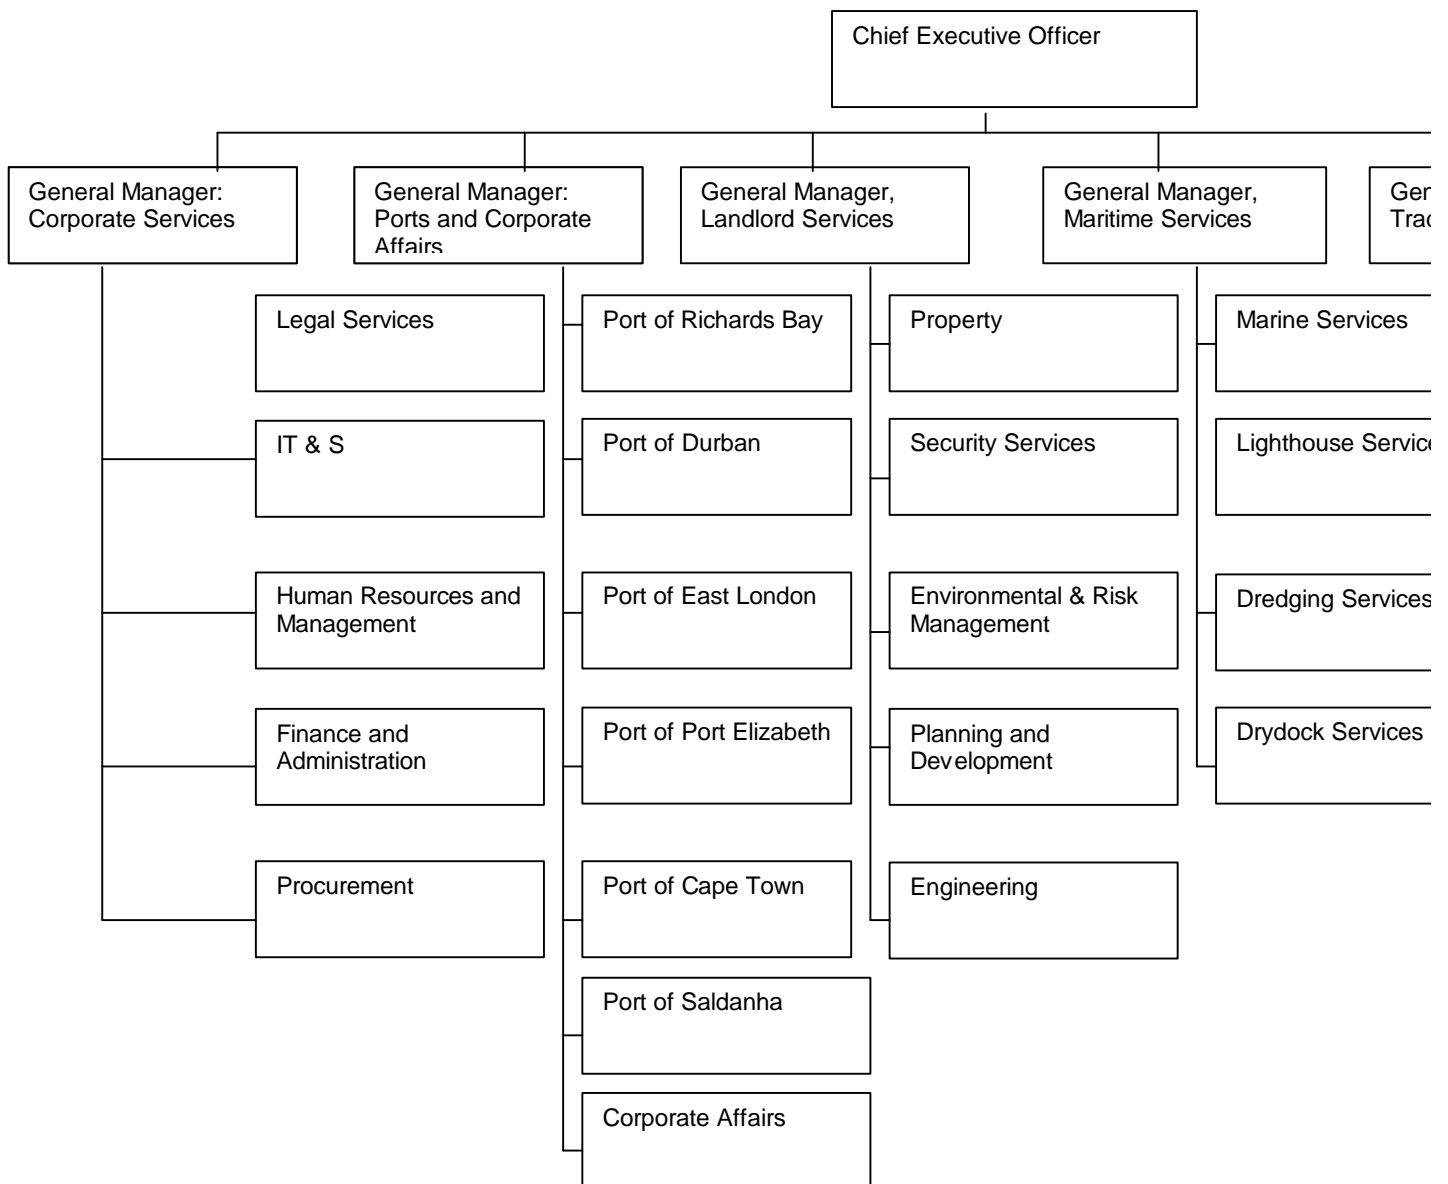 Chief Executive Officer
General Manager:
Corporate Services
General Manager:
Ports and Corporate
Affairs
General Manager,
Landlord Services
General Manager,
Maritime Services
Legal Services
Port of Richards Bay
Property
Marine Services
IT & S
Port of Durban
Security Services
Lighthouse
Human Resources and
Management
Port of East London
Environmental & Risk
Management
Dredging Services
Finance and
Administration
Port of Port Elizabeth
Planning and
Development
Drydock Services
Procurement
Port of Cape Town
Engineering
Port of Saldanha
Corporate Affairs